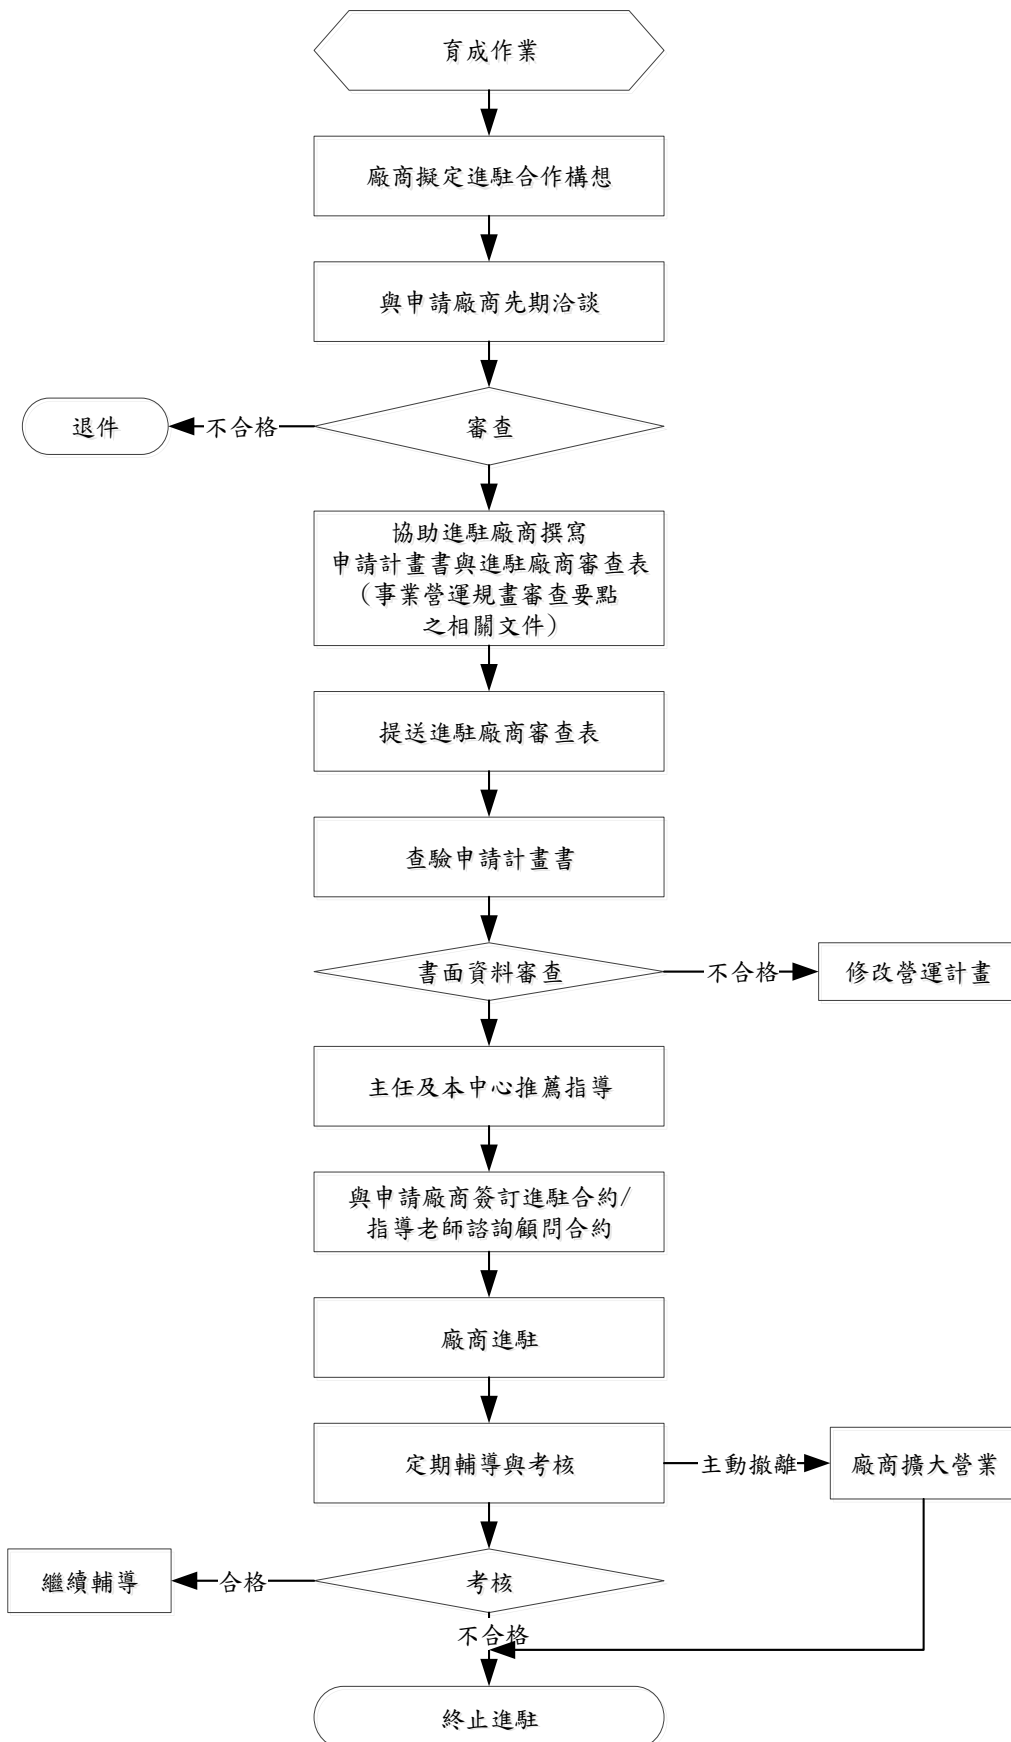 育成作業
廠商擬定進駐合作構想
與申請廠商先期洽談
退件
不合格
審查
協助進駐廠商撰寫
申請計畫書與進駐廠商審查表
（事業營運規畫審查要點
之相關文件）
提送進駐廠商審查表
查驗申請計畫書
書面資料審查
不合格
修改營運計畫
主任及本中心推薦指導
與申請廠商簽訂進駐合約/
指導老師諮詢顧問合約
廠商進駐
定期輔導與考核
主動撤離
廠商擴大營業
繼續輔導
合格
考核
不合格
終止進駐